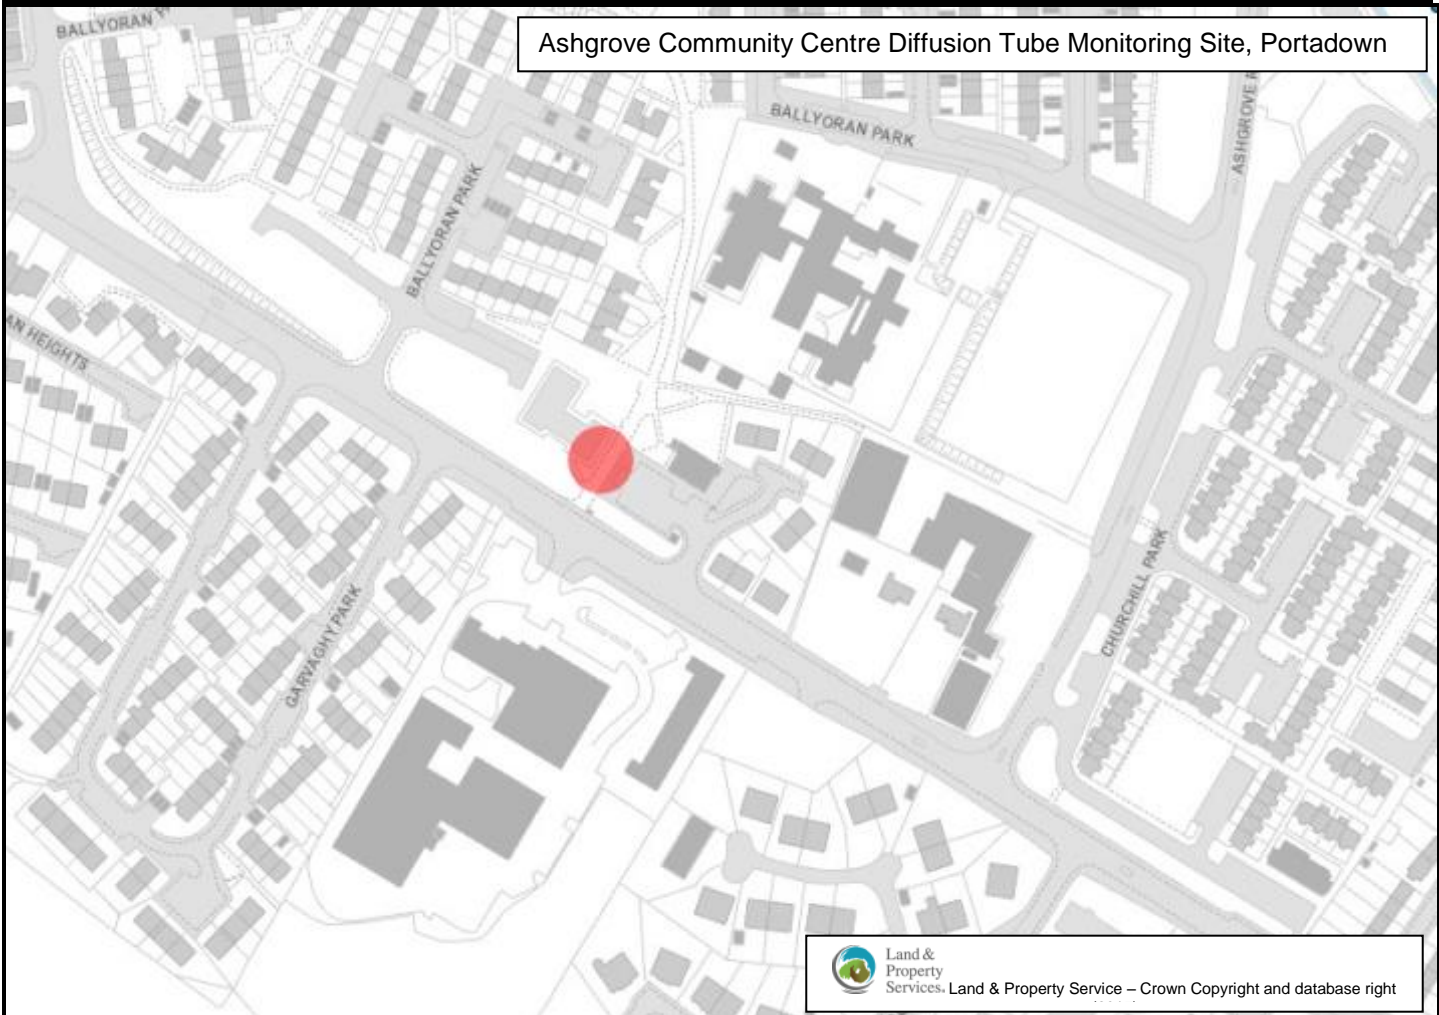 BALLYORAN
Ashgrove Community Centre Diffusion Tube Monitoring Site, Portadown
BALLYORAN PARK
ASHGROVE
BALLYORAN PARK
AN HEIGHTS
CHURCHILL PARK
GARVAGHY PARK
Land &
Property
Services.
Land & Property Service – Crown Copyright and database right